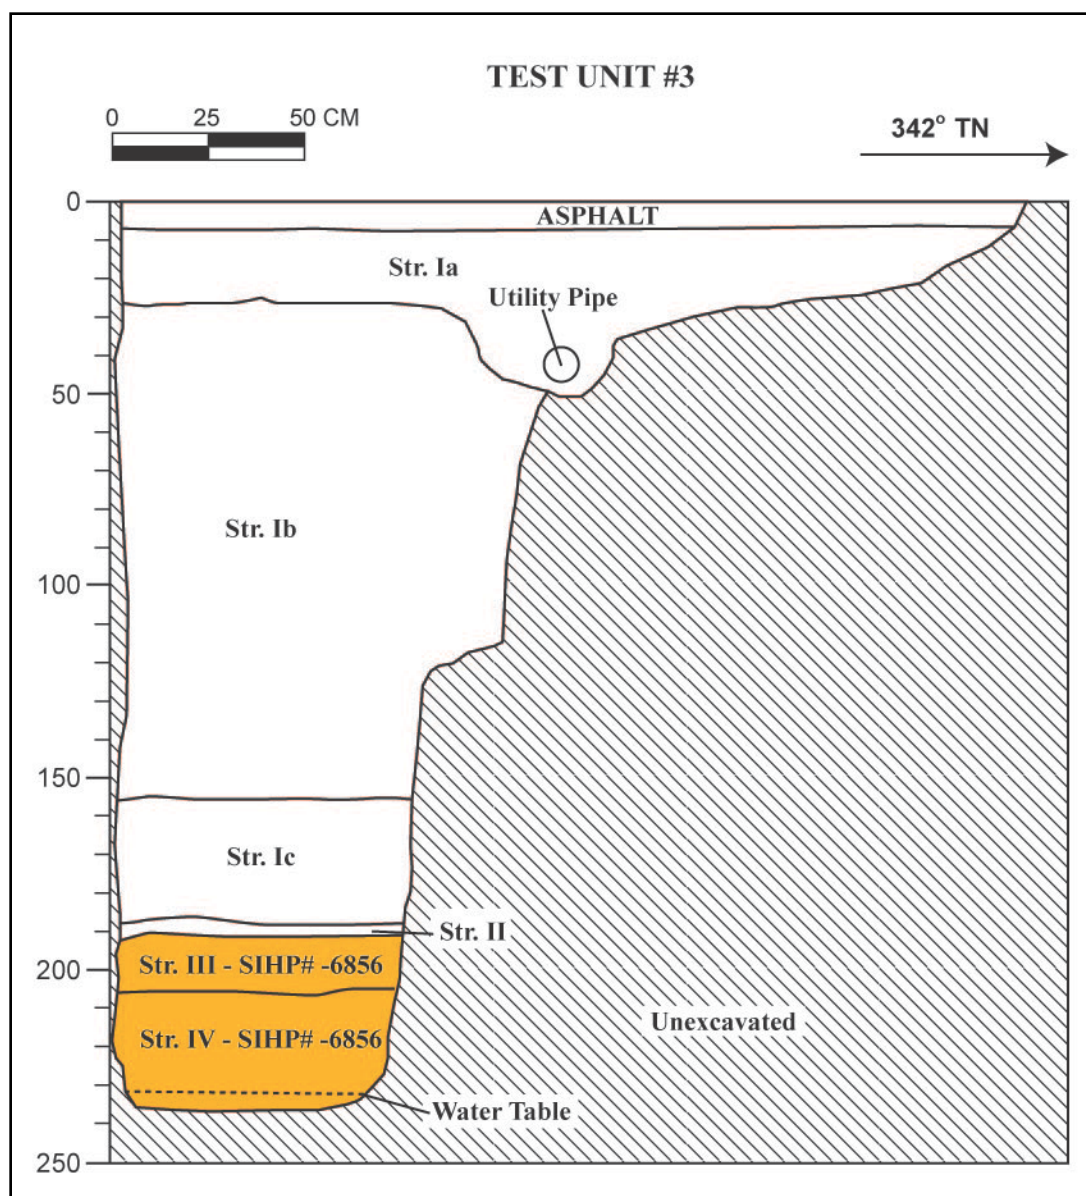 TEST UNIT #3
0 25 50 CM
342° TN
0
ASPHALT
Str. Ia
Utility Pipe
50
Str. Ib
100
150
Str. Ic
Str. II
Str. III - SIHP# -6856
200
Unexcavated
Str. IV - SIHP# -6856
Water Table
250